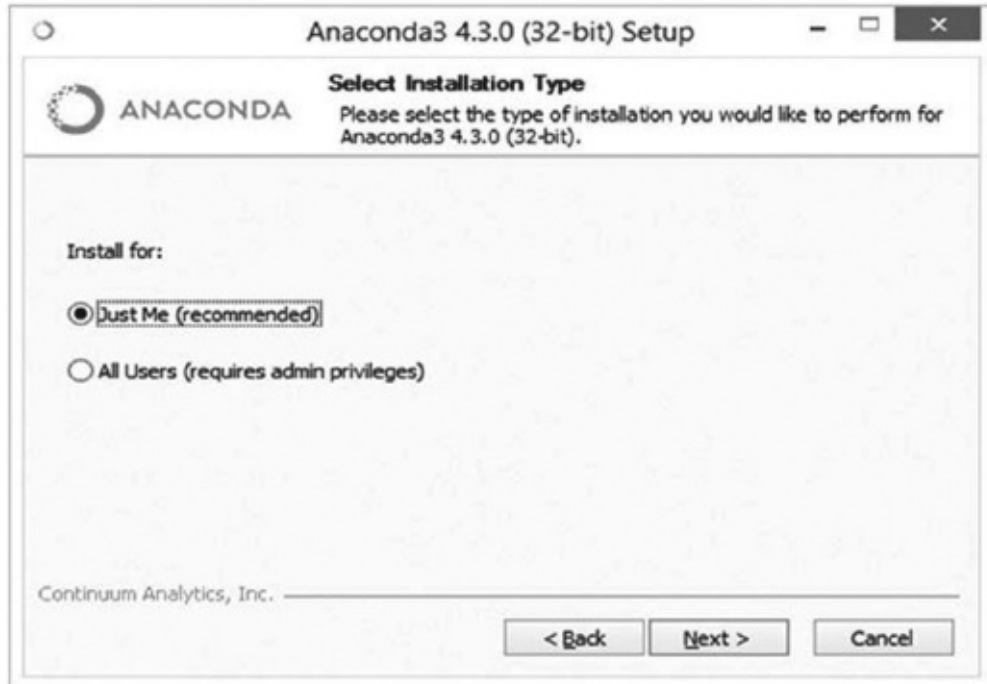 Anaconda3 4.3.0 (32-bit) Setup
ANACONDA
Select Installation Type
Please select the type of installation you would like to perform for
Anaconda3 4.3.0 (32-bit).
Install for:
Just Me (recommended)
All Users (requires admin privileges)
Continuum Analytics, Inc.
< Back Next > Cancel